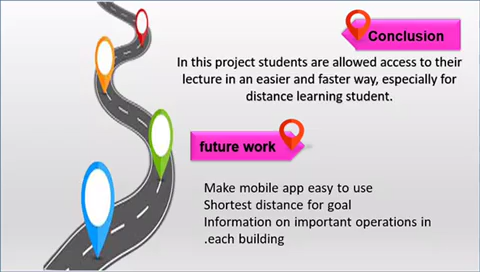 Conclusion
In this project students are allowed access to their
lecture in an easier and faster way, especially for
distance learning student.
future work
Make mobile app easy to use
Shortest distance for goal
Information on important operations in
.each building